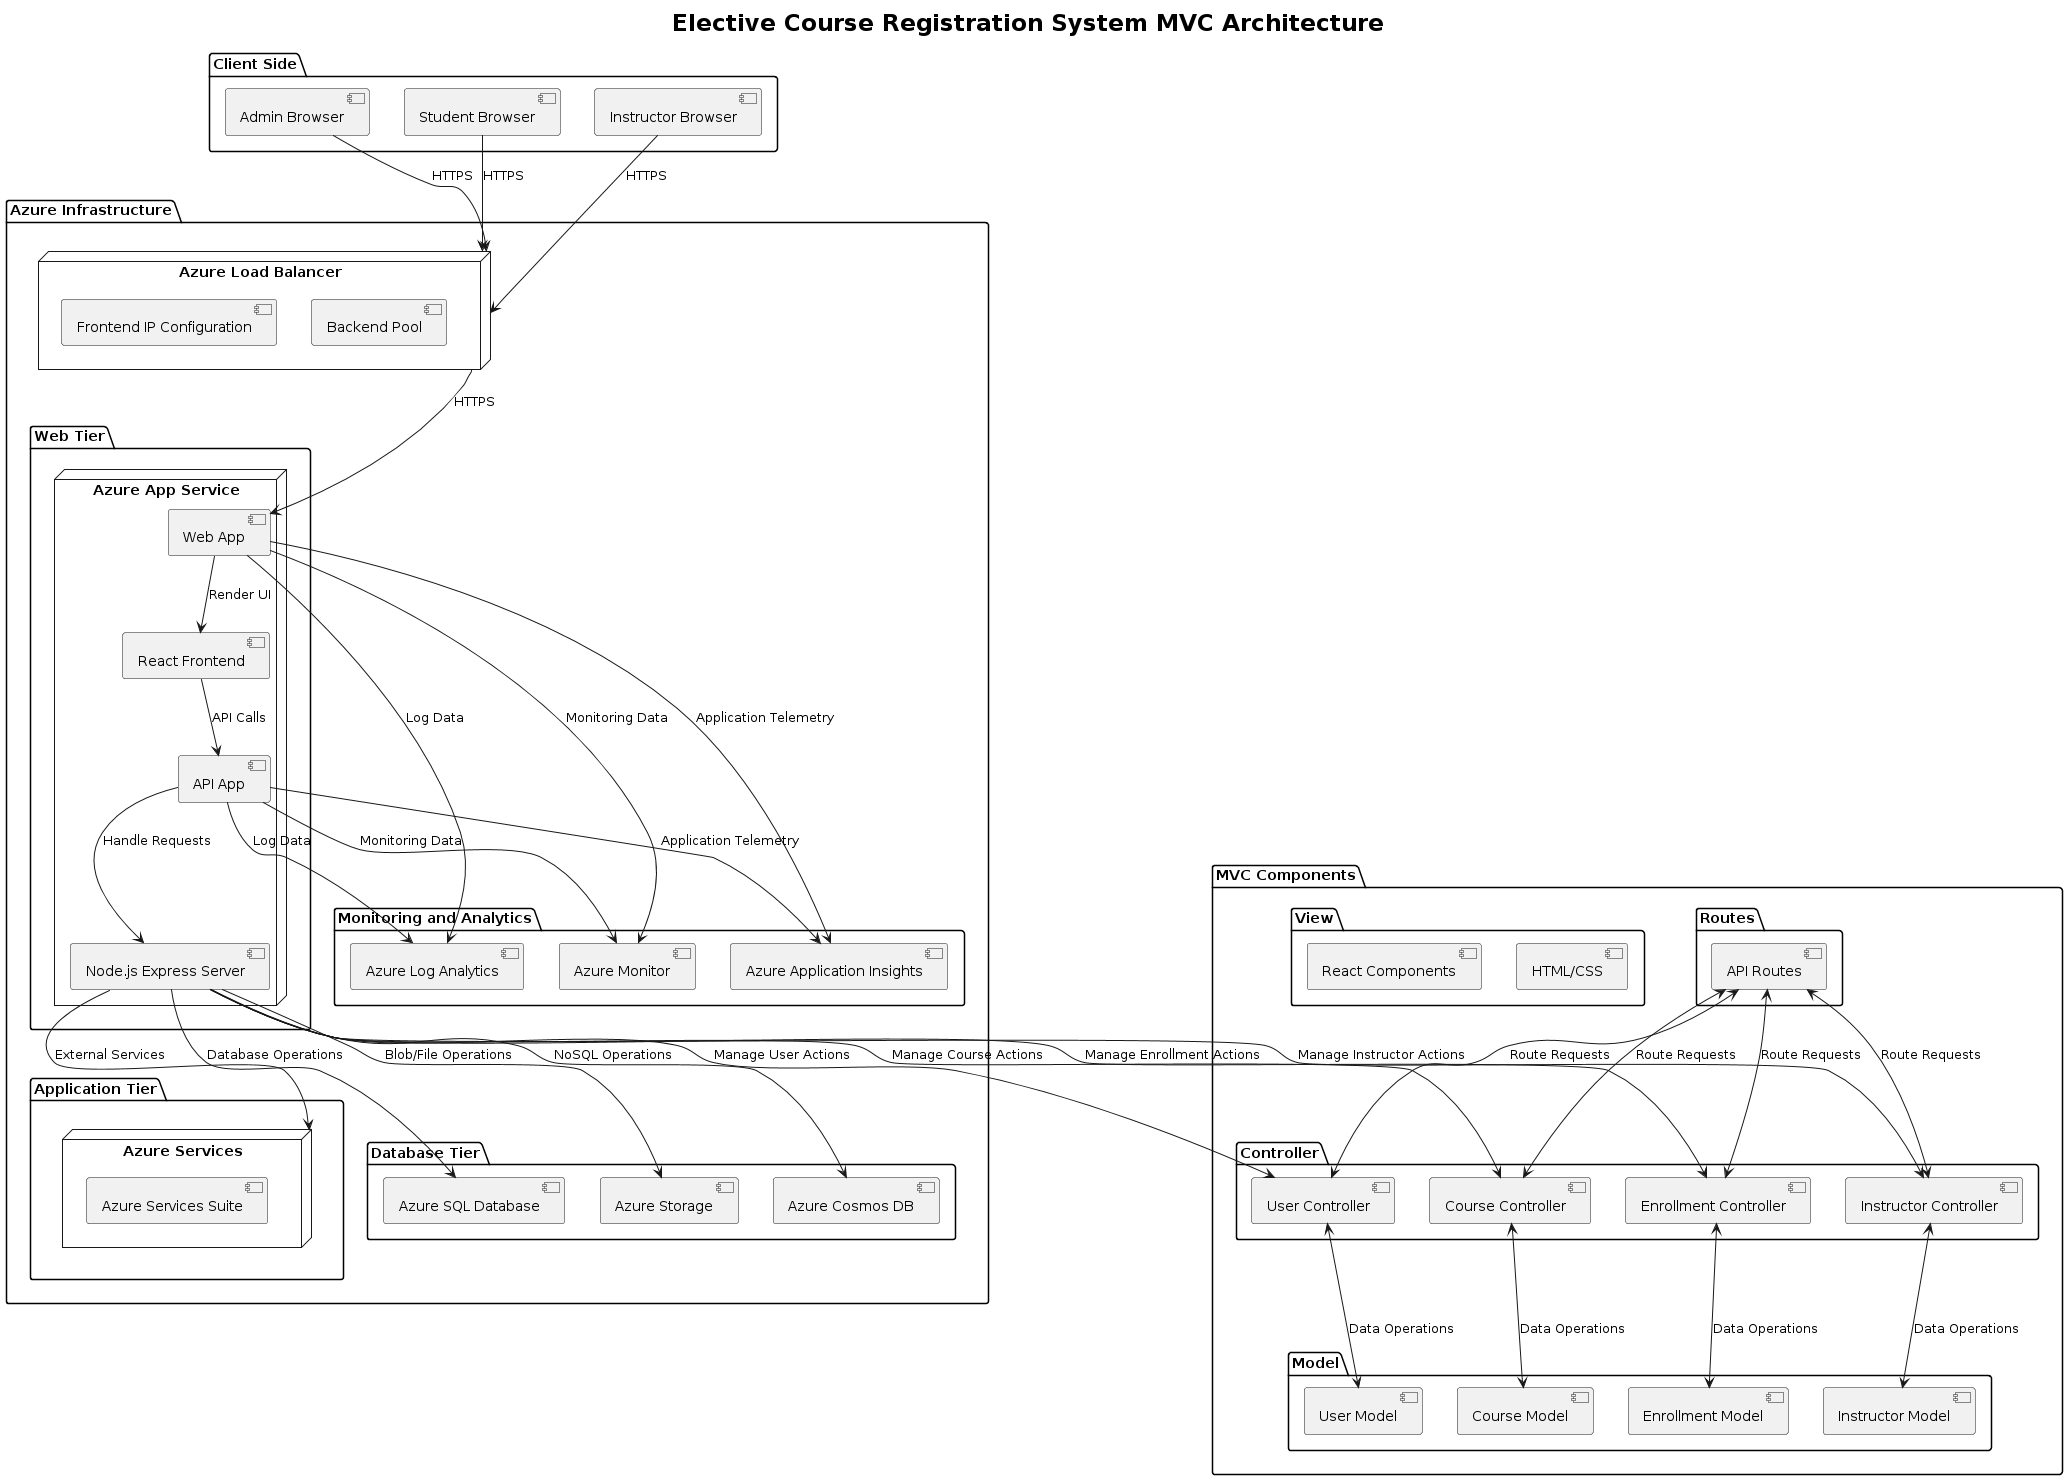 Elective Course Registration System MVC Architecture
Client Side
Admin Browser
Student Browser
Instructor Browser
HTTPS
HTTPS
HTTPS
Azure Infrastructure
Azure Load Balancer
Frontend IP Configuration
Backend Pool
HTTPS
Web Tier
Azure App Service
Web App
Render UI
React Frontend
API Calls
Log Data
Monitoring Data
Application Telemetry
API App
Handle Requests
Log Data
Monitoring Data
Application Telemetry
Node.js Express Server
Monitoring and Analytics
Azure Log Analytics
Azure Monitor
Azure Application Insights
MVC Components
View
React Components
HTML/CSS
Routes
API Routes
External Services
Database Operations
Blob/File Operations
NoSQL Operations
Manage User Actions
Manage Course Actions
Manage Enrollment Actions
Manage Instructor Actions
Route Requests
Route Requests
Route Requests
Route Requests
Application Tier
Azure Services
Azure Services Suite
Database Tier
Azure SQL Database
Azure Storage
Azure Cosmos DB
Controller
User Controller
Course Controller
Enrollment Controller
Instructor Controller
Data Operations
Data Operations
Data Operations
Data Operations
Model
User Model
Course Model
Enrollment Model
Instructor Model